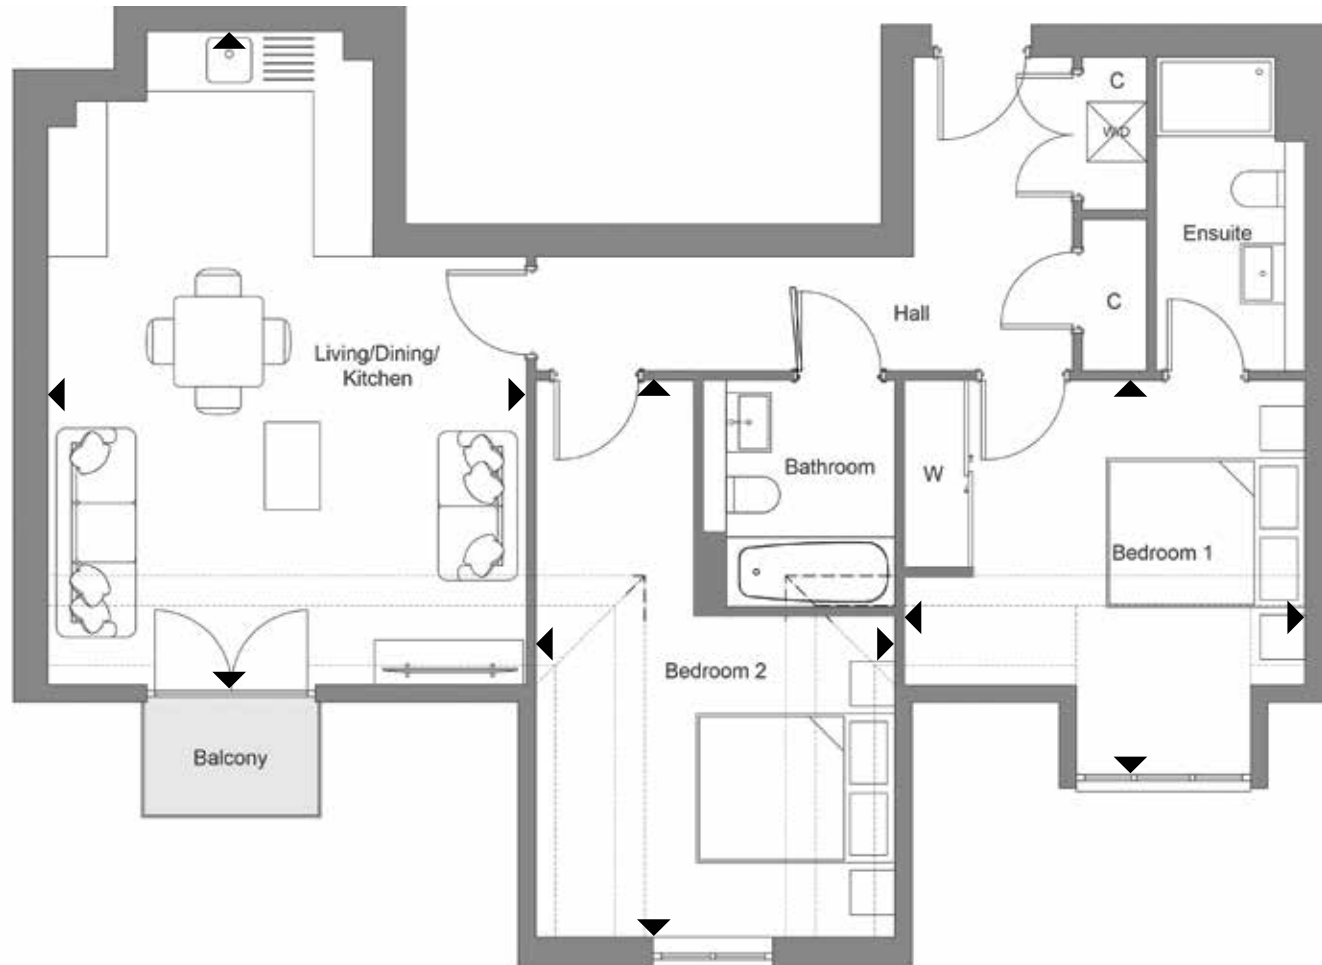 C
W/D
Ensuite
C
Hall
Living/Dining/
Kitchen
Bathroom
W
Bedroom 1
Bedroom 2
Balcony